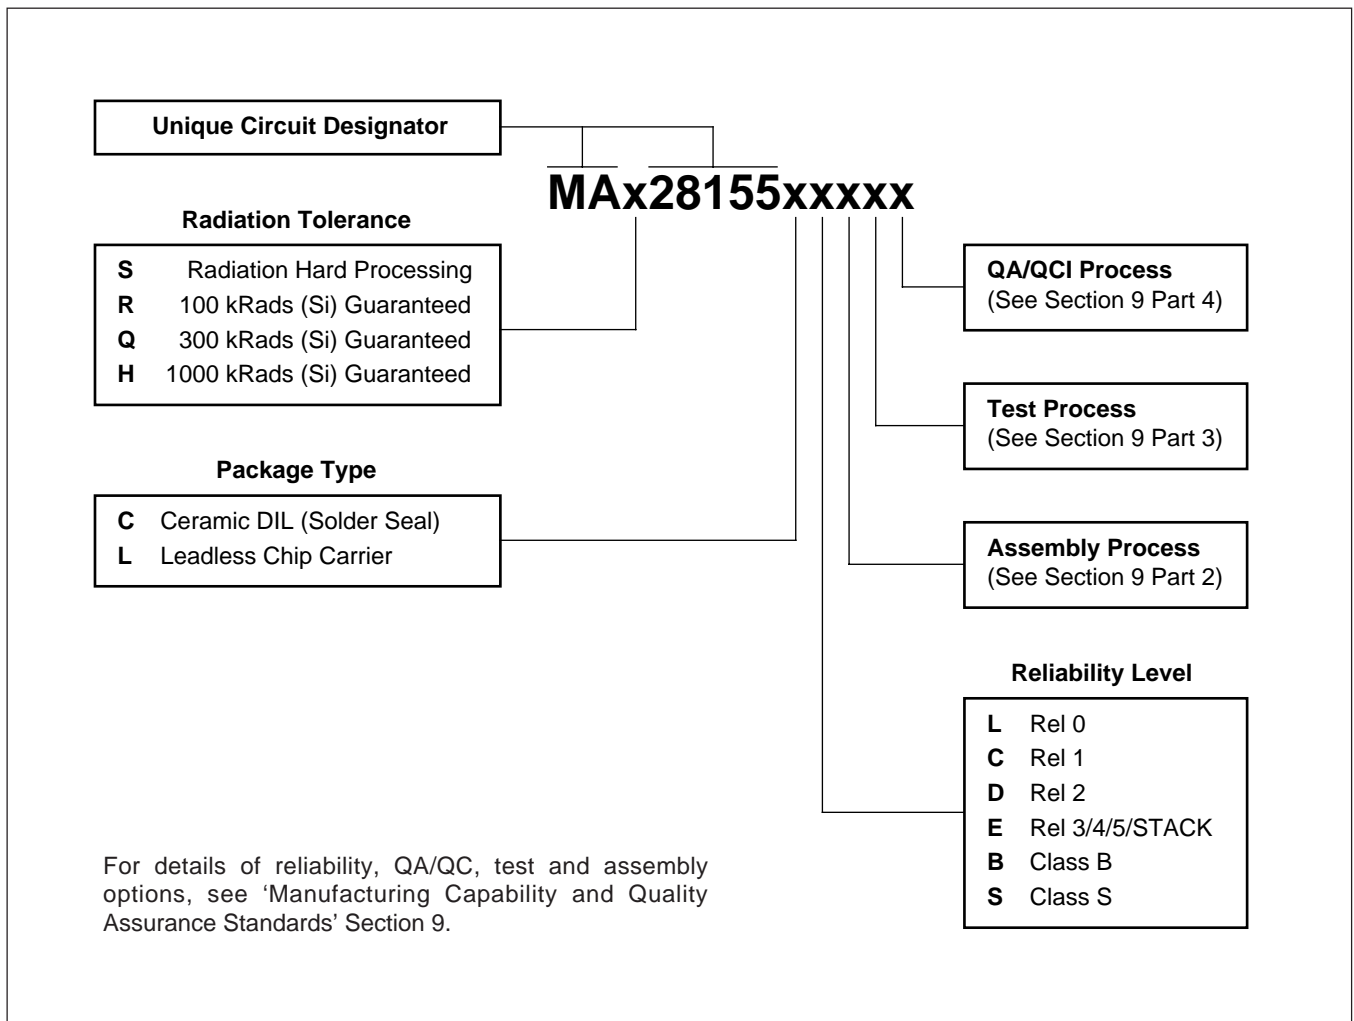 Unique Circuit Designator
MAx28155xxxxx
Radiation Tolerance
S Radiation Hard Processing
R 100 kRads (Si) Guaranteed
Q 300 kRads (Si) Guaranteed
H 1000 kRads (Si) Guaranteed
Package Type
C Ceramic DIL (Solder Seal)
L Leadless Chip Carrier
QA/QCI Process
(See Section 9 Part 4)
Test Process
(See Section 9 Part 3)
Assembly Process
(See Section 9 Part 2)
Reliability Level
L Rel 0
C Rel 1
D Rel 2
E Rel 3/4/5/STACK
B Class B
S Class S
For details of reliability, QA/QC, test and assembly
options, see ‘Manufacturing Capability and Quality
Assurance Standards’ Section 9.